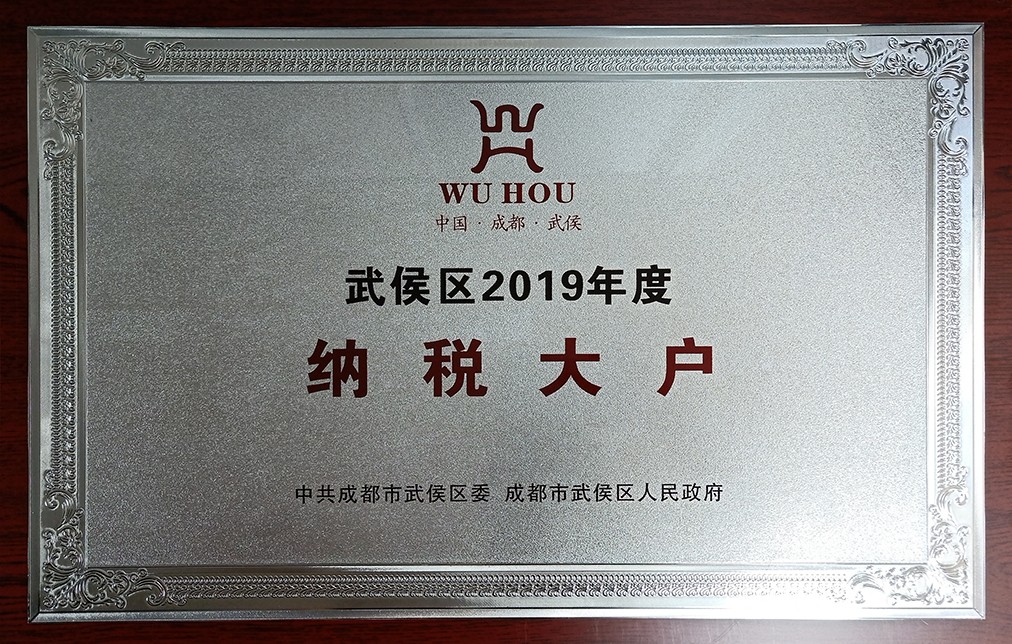 WU HOU
中国·成都·武侯
武侯区2019年度
纳税大户
中共成都市武侯区委 成都市武侯区人民政府